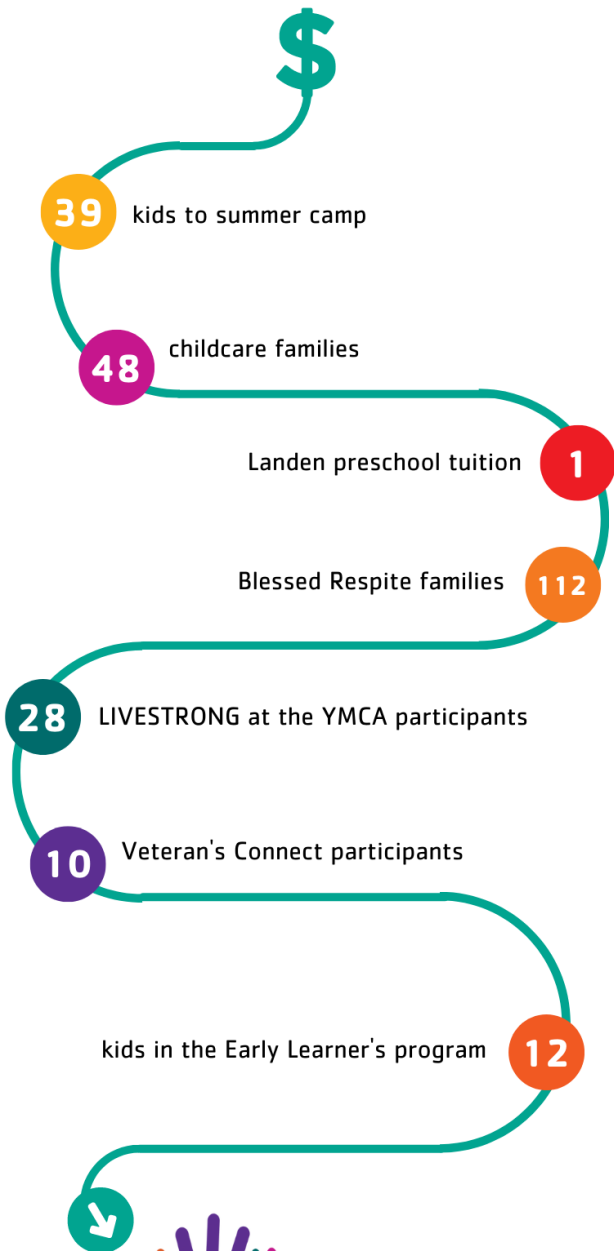 $
39 kids to summer camp
48 childcare families
Landen preschool tuition 1
Blessed Respite families 112
28 LIVESTRONG at the YMCA participants
10 Veteran's Connect participants
kids in the Early Learner's program 12